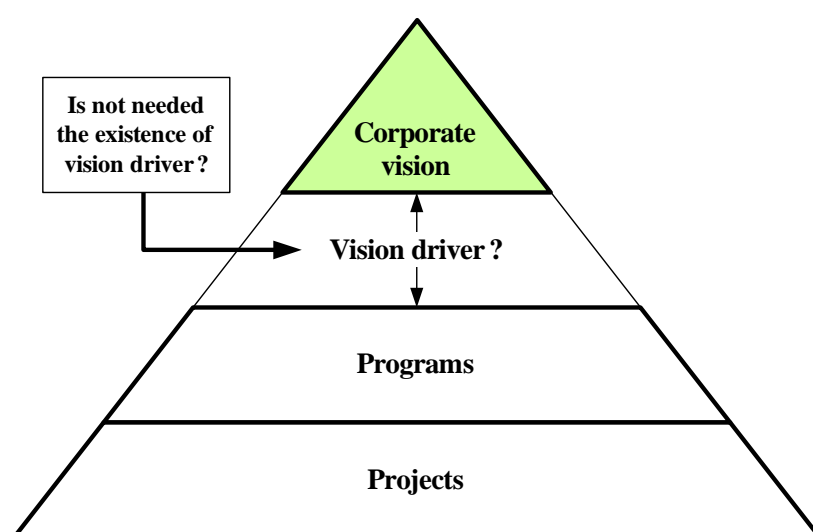 Is not needed
the existence of
vision driver ?
Corporate
vision
Vision driver ?
Programs
Projects